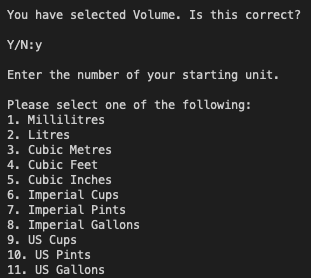 You have selected Volume. Is this correct?
Y/N:y
Enter the number of your starting unit.
Please select one of the following:
1. Millilitres
2. Litres
3. Cubic Metres
4. Cubic Feet
5. Cubic Inches
6. Imperial Cups
7. Imperial Pints
8. Imperial Gallons
9. US Cups
10. US Pints
11. US Gallons